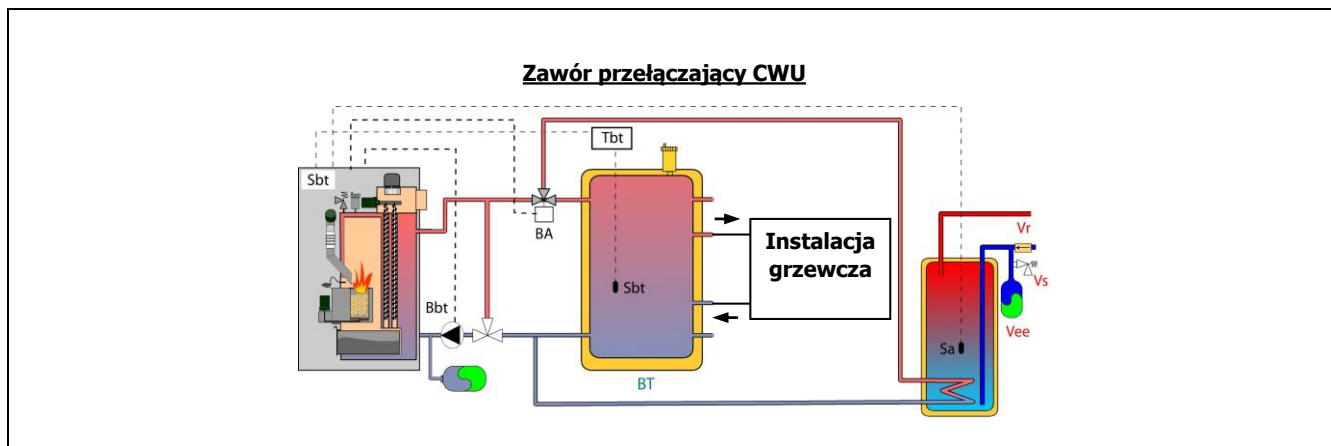 Zawór przełączający CWU
Tbt
Sbt
BA
Instalacja
grzewcza
Vr
Sbt
Bbt
Vs
Vee
Sa
BT